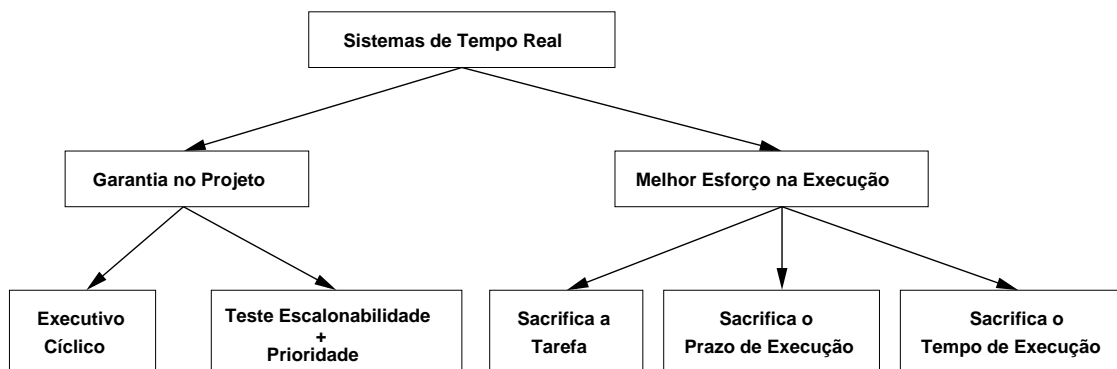 Sistemas de Tempo Real
Garantia no Projeto
Melhor Esforço na Execução
Executivo
Cíclico
Teste Escalonabilidade
+
Prioridade
Sacrifica a
Tarefa
Sacrifica o
Prazo de Execução
Sacrifica o
Tempo de Execução